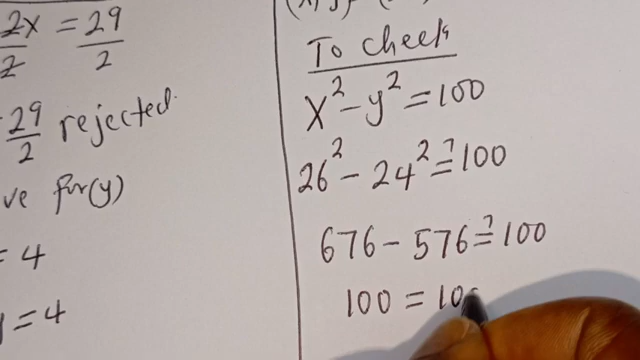 2x = 29
2 2
29 rejected.
2
ve for(y)
= 4
= 4
To check
x² - y² = 100
26² - 24² ≟ 100
676 - 576 ≟ 100
100 = 10